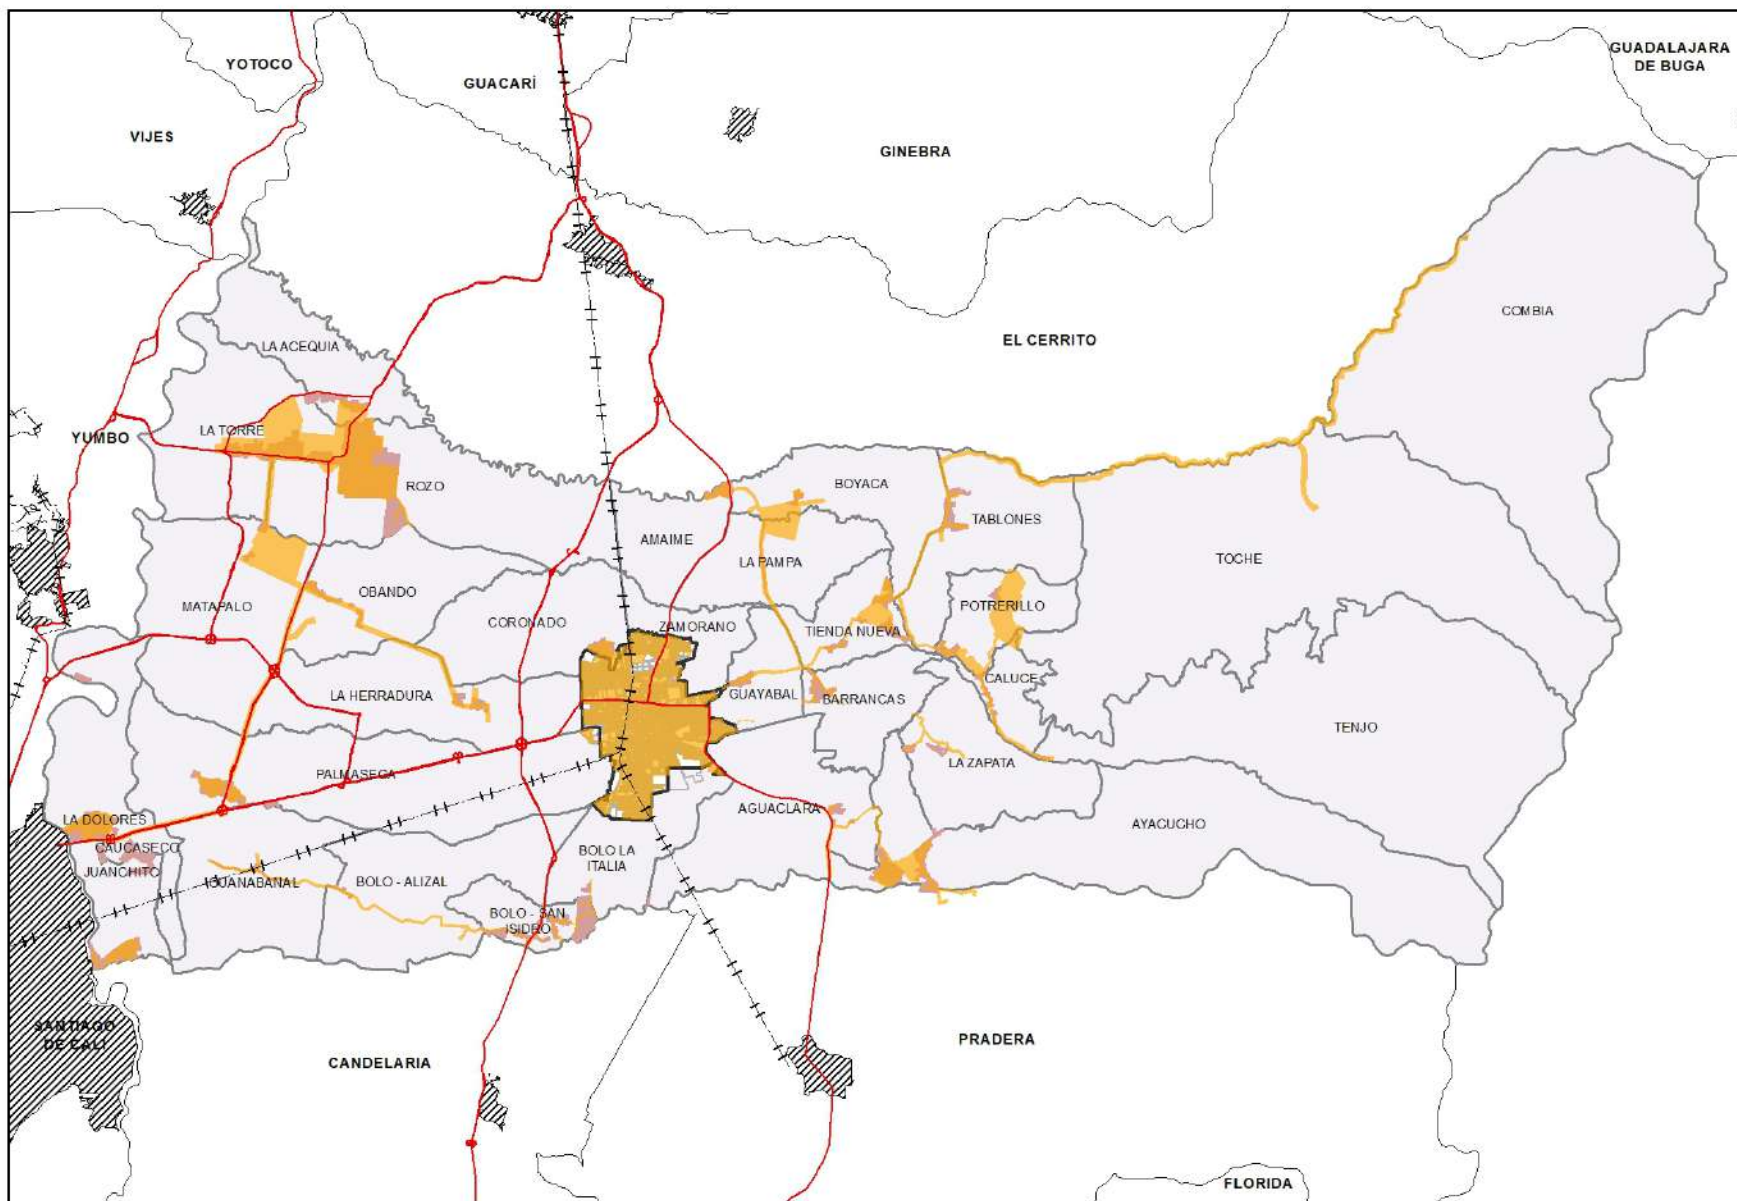 GUADALAJARA
DE BUGA
YOTOCO
GUACARÍ
VIJES
GINEBRA
COMBIA
EL CERRITO
LA ACEQUIA
LA TORRE
YUMBO
ROZO
BOYACA
TABLONES
AMAIME
LA PAMPA
TOCHE
OBANDO
MATAPALO
POTRERILLO
CORONADO
ZAMORANO
TIENDA NUEVA
CALUCE
LA HERRADURA
GUAYABAL
BARRANCAS
TENJO
LA ZAPATA
PALMASECA
AGUACLARA
LA DOLORES
AYACUCHO
CAUCASECO
BOLO LA
ITALIA
JUANCHITO
GUANABANAL
BOLO - ALIZAL
BOLO - SAN
ISIDRO
SANTIAGO
DE CALI
PRADERA
CANDELARIA
FLORIDA